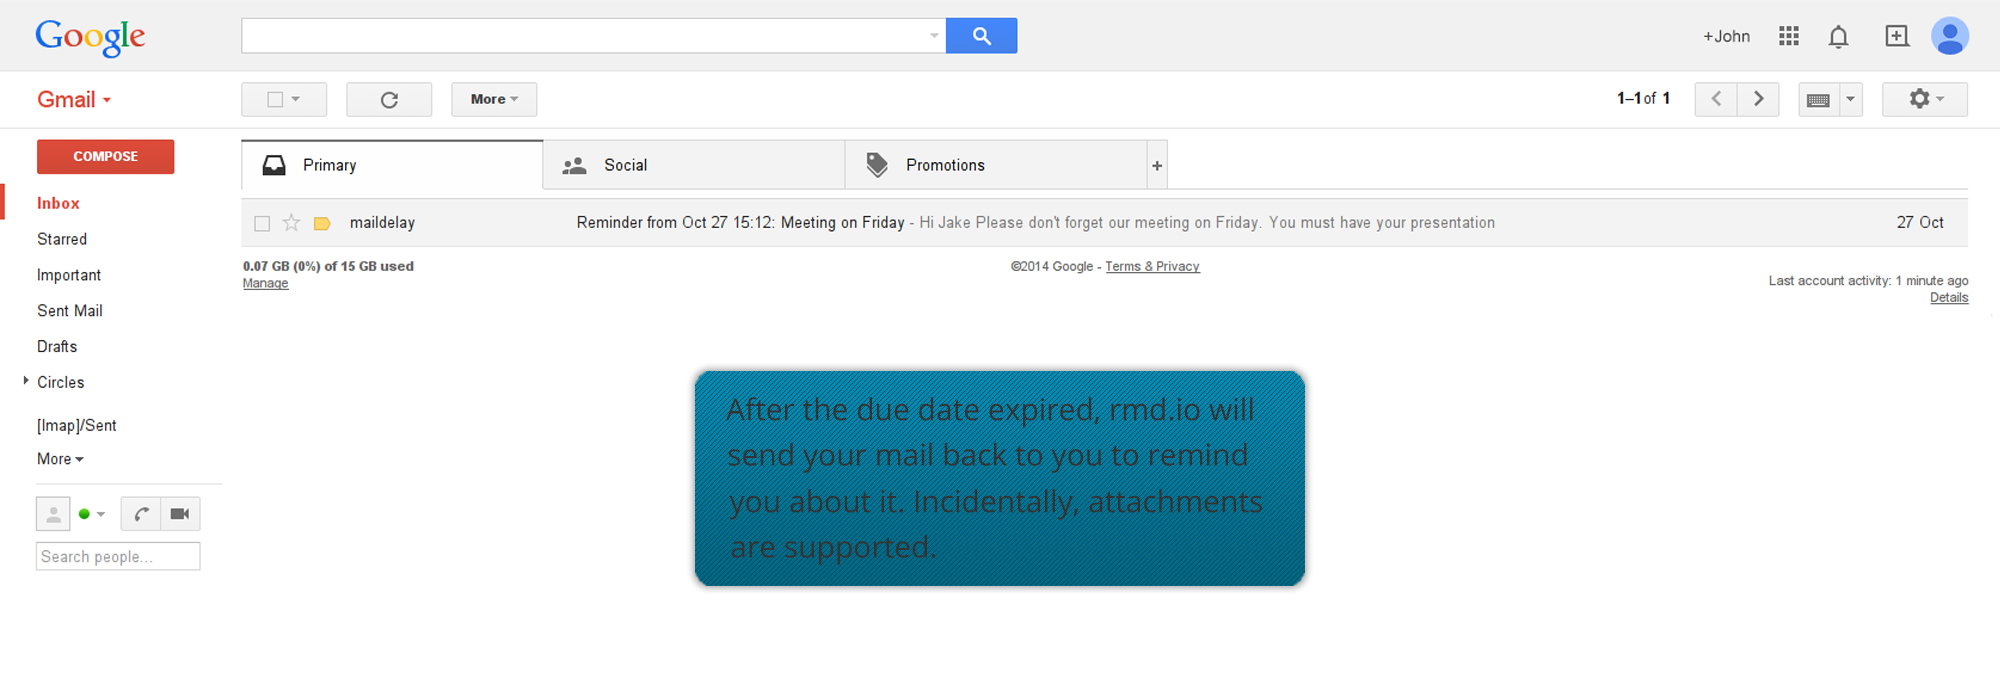 Google
+John
Gmail
More
1–1 of 1
COMPOSE
Primary
Social
Promotions
+
Inbox
maildelay
Reminder from Oct 27 15:12: Meeting on Friday - Hi Jake Please don't forget our meeting on Friday. You must have your presentation
27 Oct
Starred
0.07 GB (0%) of 15 GB used
©2014 Google - Terms & Privacy
Manage
Last account activity: 1 minute ago
Details
Important
Sent Mail
Drafts
Circles
[Imap]/Sent
More
Search people...
After the due date expired, rmd.io will
send your mail back to you to remind
you about it. Incidentally, attachments
are supported.